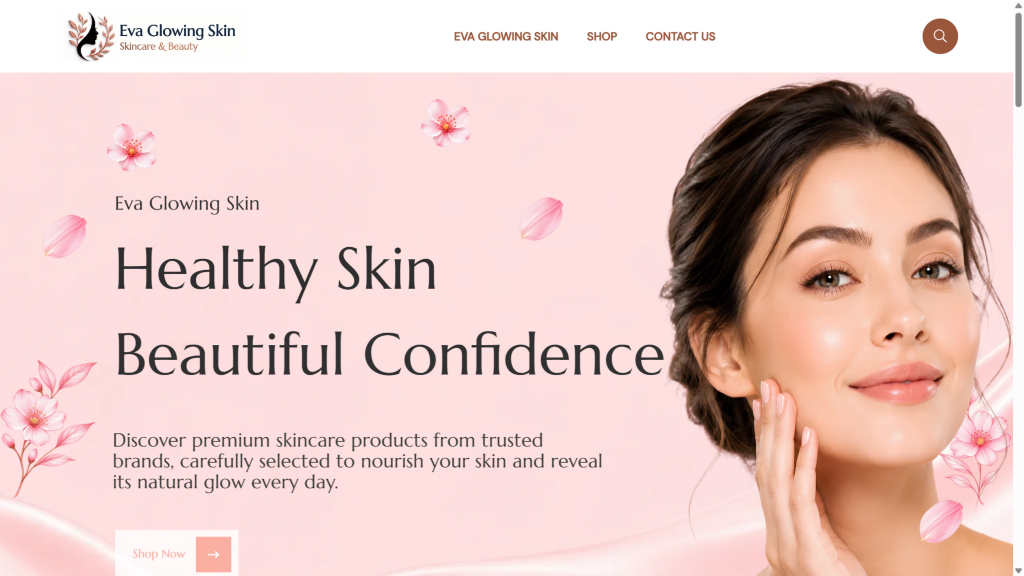 Eva Glowing Skin
Skincare & Beauty
EVA GLOWING SKIN
SHOP
CONTACT US
Eva Glowing Skin
Healthy Skin
Beautiful Confidence
Discover premium skincare products from trusted
brands, carefully selected to nourish your skin and reveal
its natural glow every day.
Shop Now